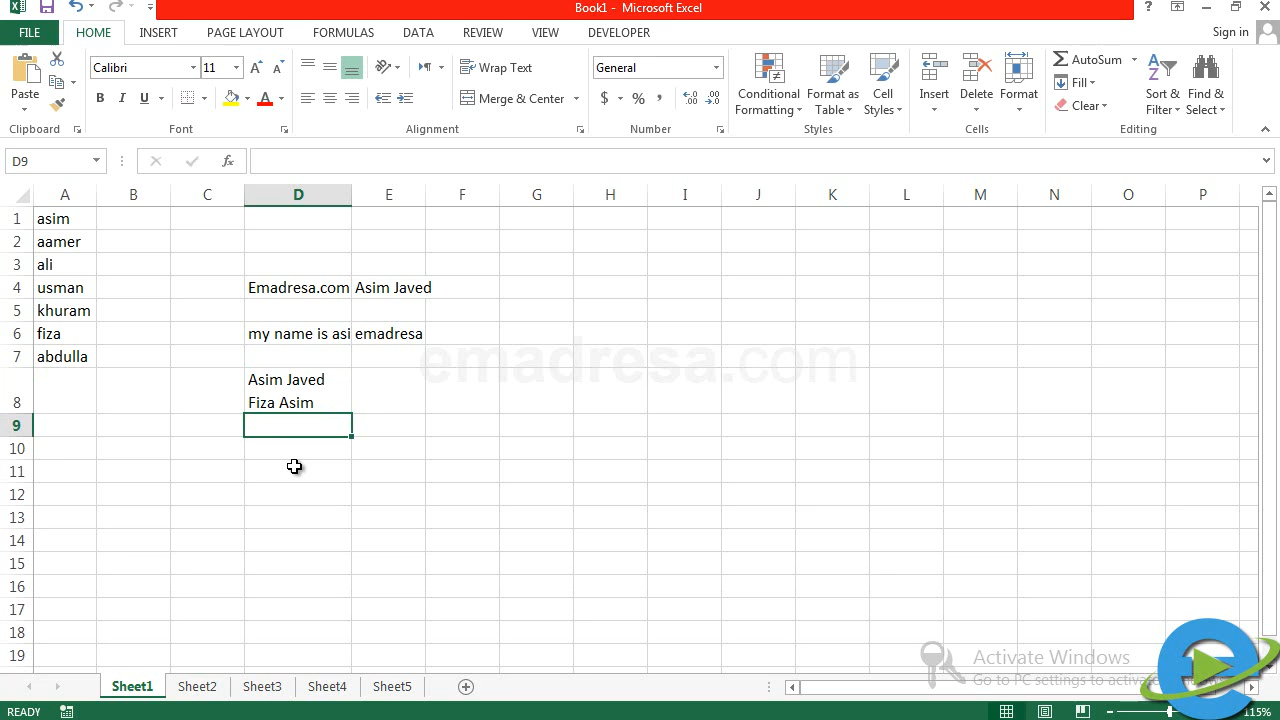 Book1 - Microsoft Excel
?
FILE HOME INSERT PAGE LAYOUT FORMULAS DATA REVIEW VIEW DEVELOPER Sign in
Paste
Clipboard
Calibri 11
B I U A
Font
Wrap Text
Merge & Center
Alignment
General
$ % ,
Number
Conditional Formatting
Format as Table
Cell Styles
Styles
Insert
Delete
Format
Cells
AutoSum
Fill
Clear
Sort & Filter
Find & Select
Editing
D9 fx
A B C D E F G H I J K L M N O P
1 asim
2 aamer
3 ali
4 usman Emadresa.com Asim Javed
5 khuram
6 fiza my name is asi emadresa
7 abdulla
emadresa.com
Asim Javed
8 Fiza Asim
9
10
11
12
13
14
15
16
17
18
19
Activate Windows
Go to PC settings to activate
Sheet1 Sheet2 Sheet3 Sheet4 Sheet5
READY 115%